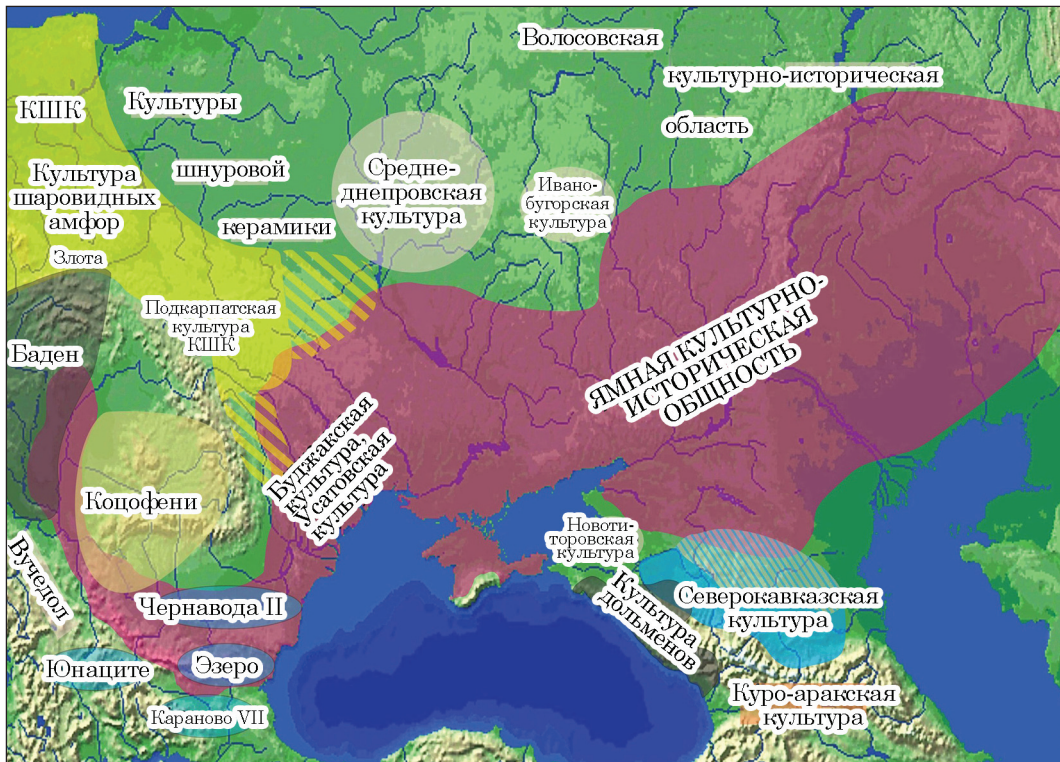 Волосовская
культурно-историческая
область
КШК
Культуры
шнуровой
керамики
Культура
шаровидных
амфор
Средне-
днепровская
культура
Ивано-
бугорская
культура
Злота
Подкарпатская
культура
КШК
Баден
ЯМНАЯ КУЛЬТУРНО-
ИСТОРИЧЕСКАЯ
ОБЩНОСТЬ
Буджакская
культура,
Усатовская
культура
Коцофени
Новоти-
торовская
культура
Вучедол
Чернавода II
Культура
дольменов
Северокавказская
культура
Юнаците
Эзеро
Караново VII
Куро-аракская
культура